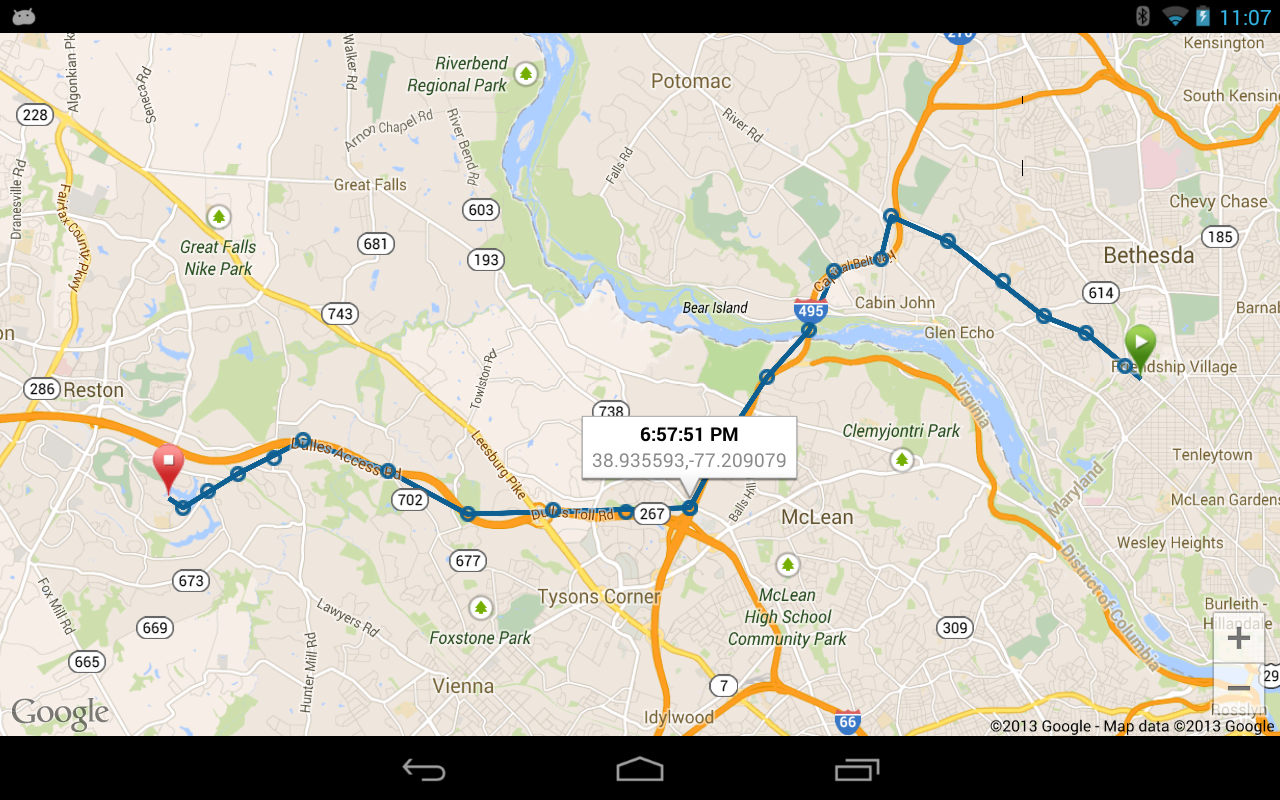 11:07
Kensington
270
Algonkian Pk
Walker Rd
Riverbend
Regional Park
Potomac
Seneca Rd
South Kensin
228
Arnon Chapel Rd
River Bend Rd
River Rd
Falls Rd
Dranesville Rd
Great Falls
Fairfax County Pkwy
603
Chevy Chase
681
185
Great Falls
Nike Park
193
Bethesda
Capital Beltway
614
743
Bear Island
495
Cabin John
Barnab
Glen Echo
Towlston Rd
Friendship Village
286
Reston
Virginia
738
6:57:51 PM
38.935593,-77.209079
Clemyjontri Park
Dulles Access Rd
Leesburg Pike
Tenleytown
Maryland
702
Dulles Toll Rd
267
Balls Hill
McLean
McLean Gardens
Wesley Heights
677
673
Fox Mill Rd
Tysons Corner
McLean
High School
Community Park
District of Columbia
Burleith -
Hillandale
Lawyers Rd
669
Foxstone Park
309
665
Hunter Mill Rd
Vienna
7
29
Google
Idylwood
66
Rosslyn
©2013 Google - Map data ©2013 Google